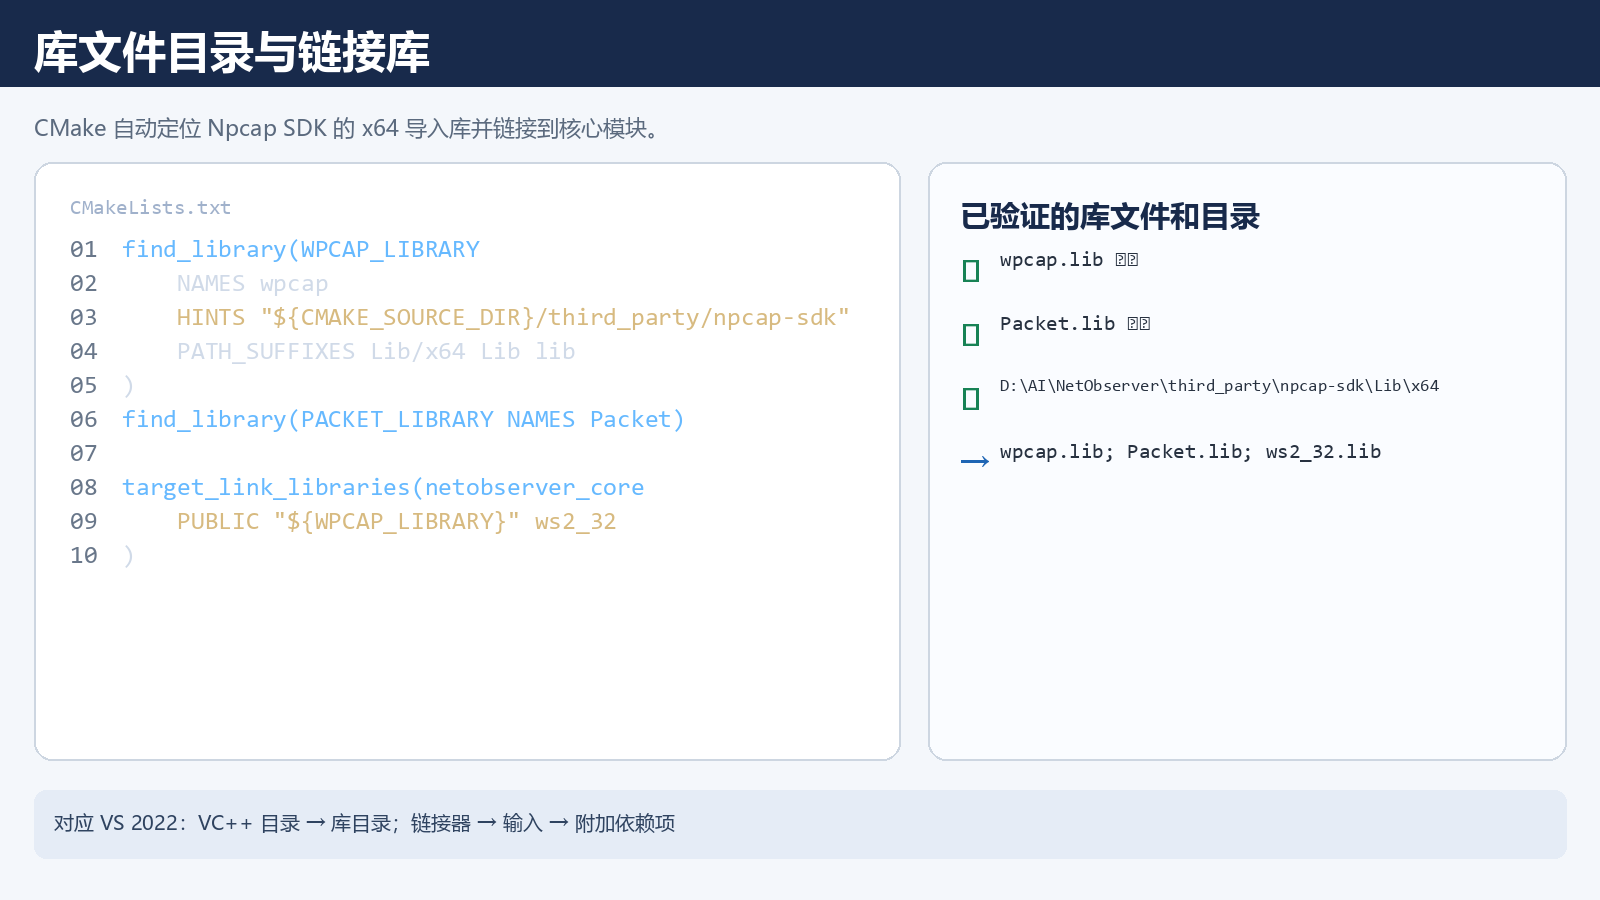 库文件目录与链接库
CMake 自动定位 Npcap SDK 的 x64 导入库并链接到核心模块。
CMakeLists.txt
01 find_library(WPCAP_LIBRARY
02     NAMES wpcap
03     HINTS "${CMAKE_SOURCE_DIR}/third_party/npcap-sdk"
04     PATH_SUFFIXES Lib/x64 Lib lib
05 )
06 find_library(PACKET_LIBRARY NAMES Packet)
07
08 target_link_libraries(netobserver_core
09     PUBLIC "${WPCAP_LIBRARY}" ws2_32
10 )
已验证的库文件和目录
wpcap.lib
Packet.lib
D:\AI\NetObserver\third_party\npcap-sdk\Lib\x64
→ wpcap.lib; Packet.lib; ws2_32.lib
对应 VS 2022：VC++ 目录 → 库目录；链接器 → 输入 → 附加依赖项